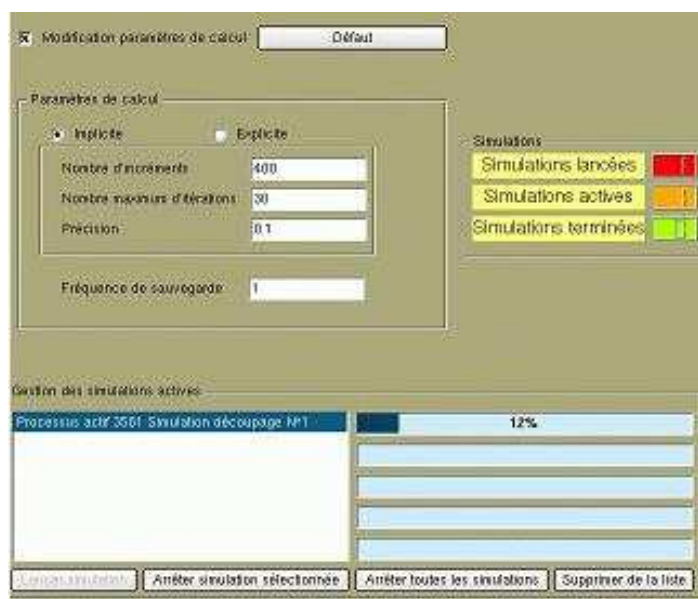 Modification paramètres de calcul Défaut
Paramètres de calcul
Implicite Explicite
Nombre d'incréments 400
Nombre maximum d'itérations 30
Précision 0.1
Fréquence de sauvegarde 1
Simulations
Simulations lancées
Simulations actives
Simulations terminées
Gestion des simulations actives
Processus actif 3561 Simulation découpage N°1 12%
Lancer simulation Arrêter simulation sélectionnée Arrêter toutes les simulations Supprimer de la liste